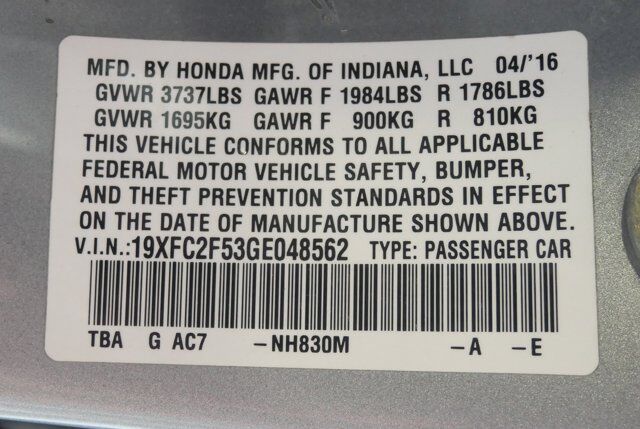 MFD. BY HONDA MFG. OF INDIANA, LLC 04/'16
GVWR 3737LBS GAWR F 1984LBS R 1786LBS
GVWR 1695KG GAWR F 900KG R 810KG
THIS VEHICLE CONFORMS TO ALL APPLICABLE
FEDERAL MOTOR VEHICLE SAFETY, BUMPER,
AND THEFT PREVENTION STANDARDS IN EFFECT
ON THE DATE OF MANUFACTURE SHOWN ABOVE.
V.I.N.:19XFC2F53GE048562 TYPE: PASSENGER CAR
TBA G AC7 -NH830M -A -E